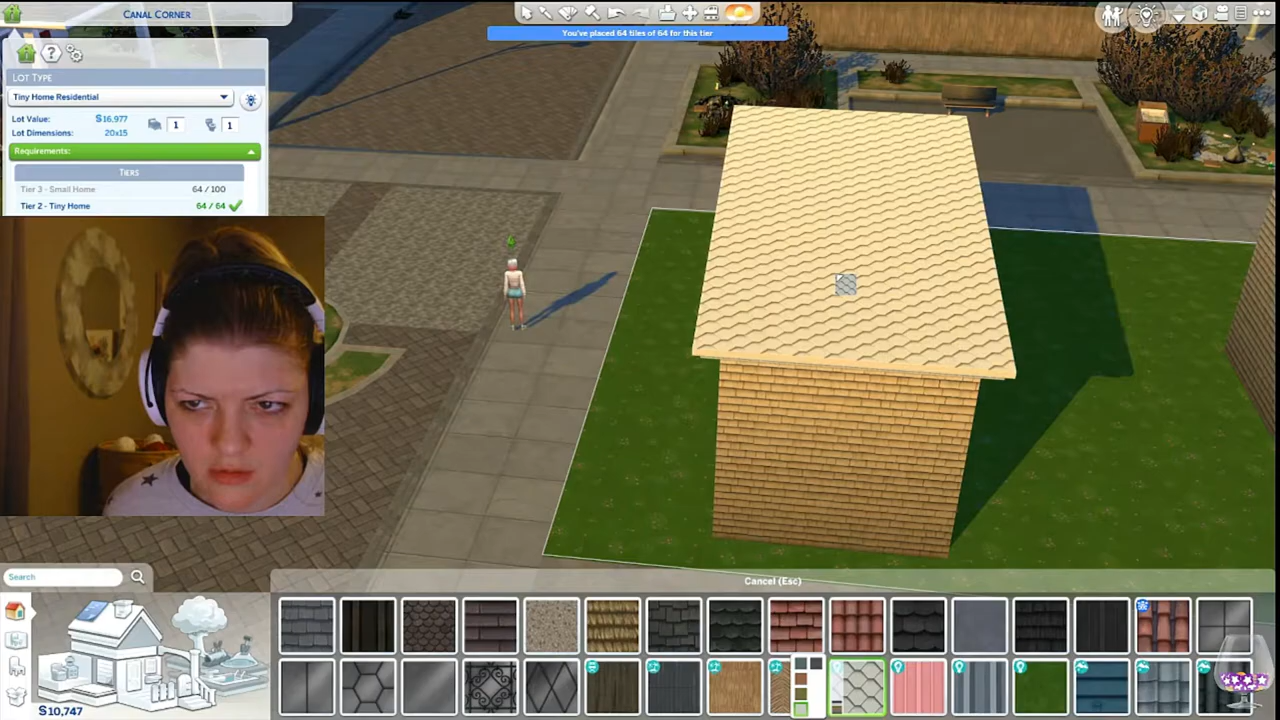 CANAL CORNER
You've placed 64 tiles of 64 for this tier
LOT TYPE
Tiny Home Residential
Lot Value: $16,977
1
1
Lot Dimensions: 20x15
Requirements:
TIERS
Tier 3 - Small Home 64 / 100
Tier 2 - Tiny Home 64 / 64
Cancel (Esc)
Search
$10,747